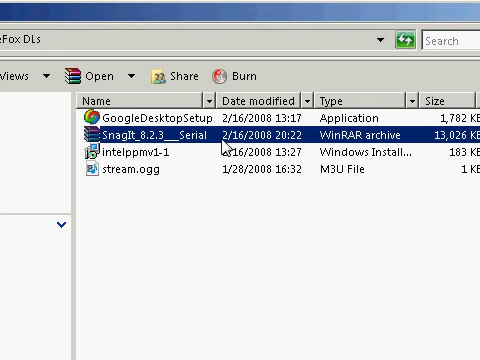 eFox DLs
Search
Views Open Share Burn
Name Date modified Type Size
GoogleDesktopSetup 2/16/2008 13:17 Application 1,782 KB
SnagIt_8.2.3___Serial 2/16/2008 20:22 WinRAR archive 13,026 KB
intelppmv1-1 2/16/2008 13:27 Windows Install... 183 KB
stream.ogg 1/28/2008 16:32 M3U File 1 KB